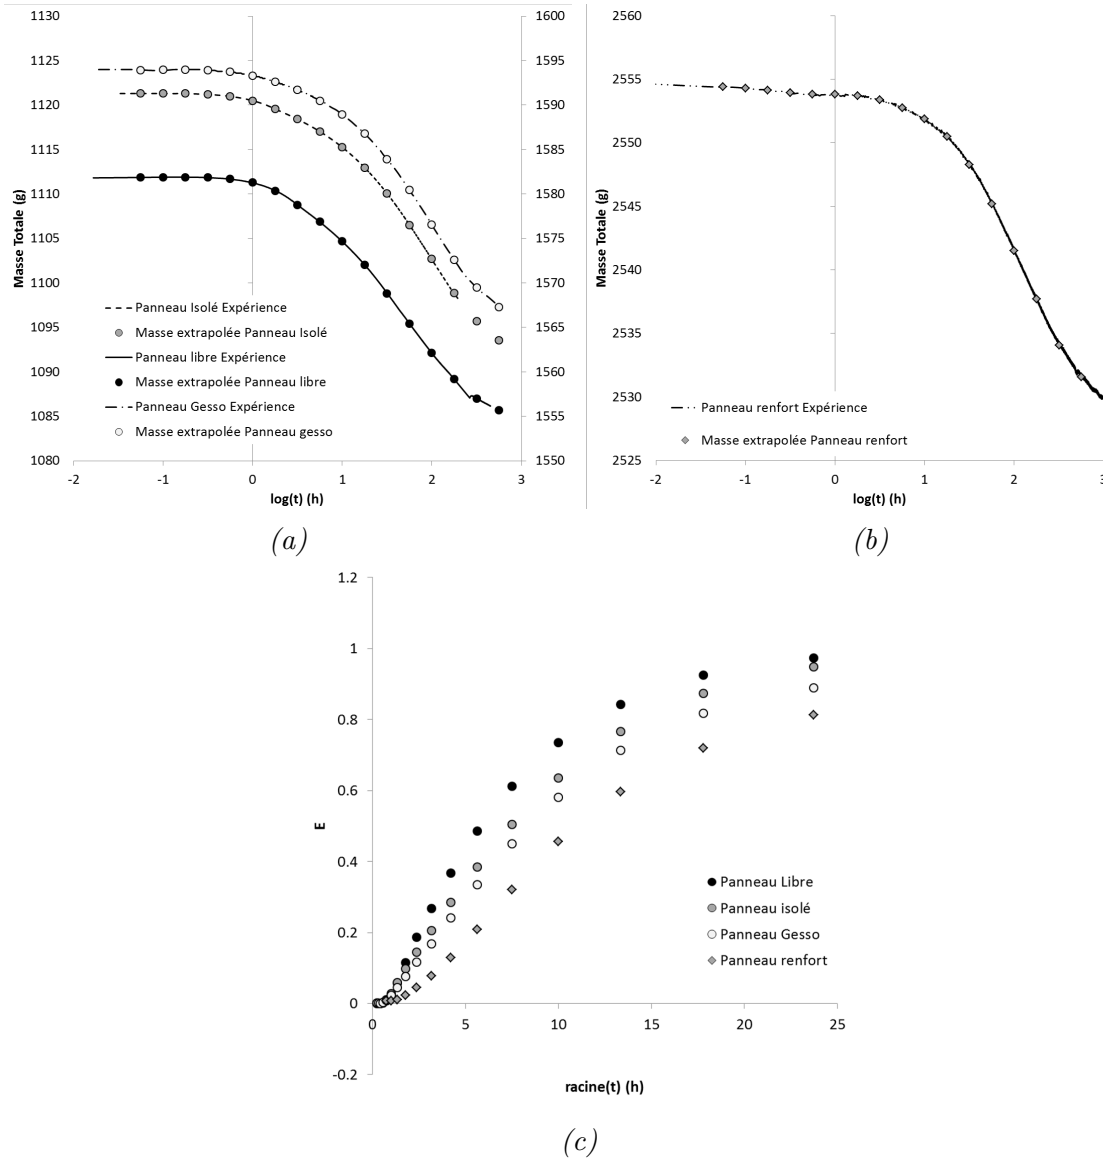 1130
1125
1120
1115
1110
1105
1100
1095
1090
1085
1080
Masse Totale (g)
1600
1595
1590
1585
1580
1575
1570
1565
1560
1555
1550
-2 -1 0 1 2 3
log(t) (h)
Panneau Isolé Expérience
Masse extrapolée Panneau Isolé
Panneau libre Expérience
Masse extrapolée Panneau libre
Panneau Gesso Expérience
Masse extrapolée Panneau gesso
(a)
2560
2555
2550
2545
2540
2535
2530
2525
Masse Totale (g)
-2 -1 0 1 2 3
log(t) (h)
Panneau renfort Expérience
Masse extrapolée Panneau renfort
(b)
1.2
1
0.8
0.6
0.4
0.2
0
-0.2
E
0 5 10 15 20 25
racine(t) (h)
Panneau Libre
Panneau isolé
Panneau Gesso
Panneau renfort
(c)